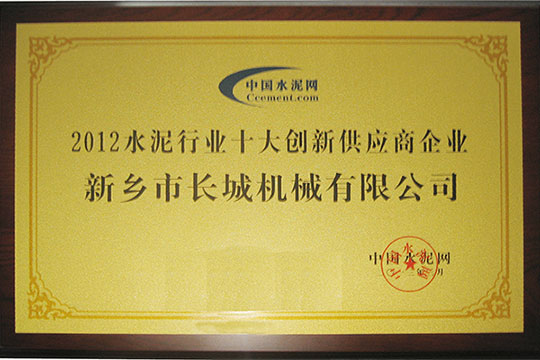 中国水泥网
Ccement.com
2012水泥行业十大创新供应商企业
新乡市长城机械有限公司
中国水泥网
月